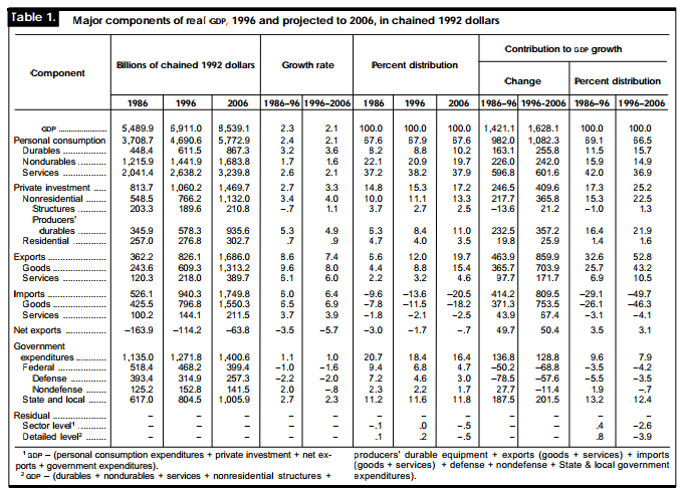 Table 1. Major components of real GDP, 1996 and projected to 2006, in chained 1992 dollars
Component Billions of chained 1992 dollars Growth rate Percent distribution Contribution to GDP growth
Change Percent distribution
1986 1996 2006 1986–96 1996–2006 1986 1996 2006 1986–96 1996–2006 1986–96 1996–2006
GDP 5,489.9 6,911.0 8,539.1 2.3 2.1 100.0 100.0 100.0 1,421.1 1,628.1 100.0 100.0
Personal consumption 3,708.7 4,690.6 5,772.9 2.4 2.1 67.6 67.9 67.6 982.0 1,082.3 69.1 66.5
Durables 448.4 611.5 867.3 3.2 3.6 8.2 8.8 10.2 163.1 255.8 11.5 15.7
Nondurables 1,215.9 1,441.9 1,683.8 1.7 1.6 22.1 20.9 19.7 226.0 242.0 15.9 14.9
Services 2,041.4 2,638.2 3,239.8 2.6 2.1 37.2 38.2 37.9 596.8 601.6 42.0 36.9
Private investment 813.7 1,060.2 1,469.7 2.7 3.3 14.8 15.3 17.2 246.5 409.6 17.3 25.2
Nonresidential 548.5 766.2 1,132.0 3.4 4.0 10.0 11.1 13.3 217.7 365.8 15.3 22.5
Structures 203.3 189.6 210.8 –.7 1.1 3.7 2.7 2.5 –13.6 21.2 –1.0 1.3
Producers'
durables 345.9 578.3 935.6 5.3 4.9 6.3 8.4 11.0 232.5 357.2 16.4 21.9
Residential 257.0 276.8 302.7 .7 .9 4.7 4.0 3.5 19.8 25.9 1.4 1.6
Exports 362.2 826.1 1,686.0 8.6 7.4 6.6 12.0 19.7 463.9 859.9 32.6 52.8
Goods 243.6 609.3 1,313.2 9.6 8.0 4.4 8.8 15.4 365.7 703.9 25.7 43.2
Services 120.3 218.0 389.7 6.1 6.0 2.2 3.2 4.6 97.7 171.7 6.9 10.5
Imports 526.1 940.3 1,749.8 6.0 6.4 –9.6 –13.6 –20.5 414.2 809.5 –29.1 –49.7
Goods 425.5 796.8 1,550.3 6.5 6.9 –7.8 –11.5 –18.2 371.3 753.5 –26.1 –46.3
Services 100.2 144.1 211.5 3.7 3.9 –1.8 –2.1 –2.5 43.9 67.4 –3.1 –4.1
Net exports –163.9 –114.2 –63.8 –3.5 –5.7 –3.0 –1.7 –.7 49.7 50.4 3.5 3.1
Government
expenditures 1,135.0 1,271.8 1,400.6 1.1 1.0 20.7 18.4 16.4 136.8 128.8 9.6 7.9
Federal 518.4 468.2 399.4 –1.0 –1.6 9.4 6.8 4.7 –50.2 –68.8 –3.5 –4.2
Defense 393.4 314.9 257.3 –2.2 –2.0 7.2 4.6 3.0 –78.5 –57.6 –5.5 –3.5
Nondefense 125.2 152.8 141.5 2.0 –.8 2.3 2.2 1.7 27.7 –11.4 1.9 –.7
State and local 617.0 804.5 1,005.9 2.7 2.3 11.2 11.6 11.8 187.5 201.5 13.2 12.4
Residual – – – – – – – – – – – –
Sector level¹ – – – – – –.1 .0 –.5 – – .4 –2.6
Detailed level² – – – – – .1 .2 –.5 – – .8 –3.9
¹ GDP – (personal consumption expenditures + private investment + net ex-
ports + government expenditures).
² GDP – (durables + nondurables + services + nonresidential structures +
producers' durable equipment + exports (goods + services) + imports
(goods + services) + defense + nondefense + State & local government
expenditures).